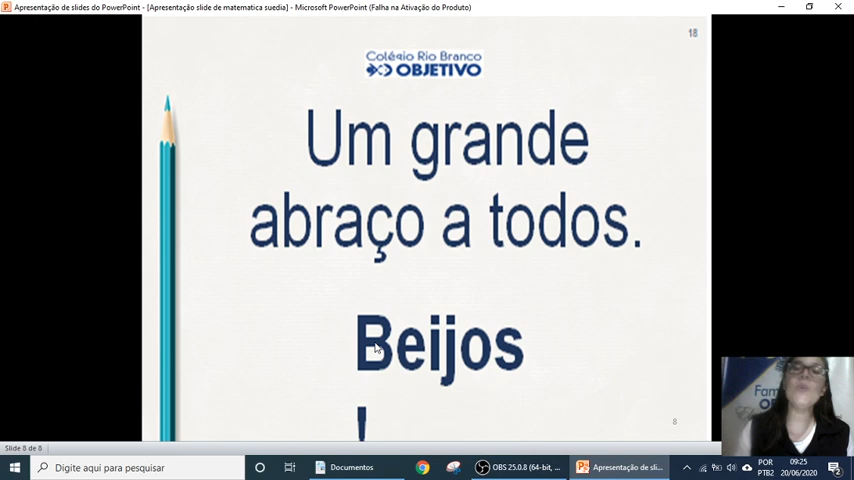 Apresentação de slides do PowerPoint - [Apresentação slide de matematica suedia] - Microsoft PowerPoint (Falha na Ativação do Produto)
18
Colégio Rio Branco
OBJETIVO
Um grande
abraço a todos.
Beijos
!
8
Slide 8 de 8
Digite aqui para pesquisar
Documentos
OBS 25.0.8 (64-bit, ...
Apresentação de sli...
POR
PTB2
09:25
20/06/2020
2